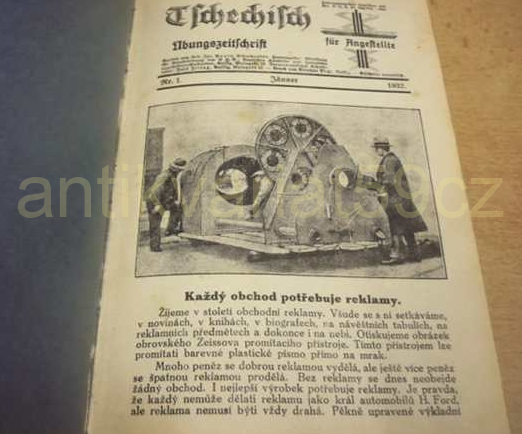 Tschechisch
Übungszeitschrift
für Angestellte
Nr. 1
Jänner
1932.
antikvariat59cz
Každý obchod potřebuje reklamy.
Žijeme v století obchodní reklamy. Všude se s ní setkáváme,
v novinách, v knihách, v biografech, na návěštních tabulích, na
reklamních předmětech a dokonce i na nebi. Otiskujeme obrázek
obrovského Zeissova promítacího přístroje. Tímto přístrojem lze
promítati barevné plastické písmo přímo na mrak.
Mnoho peněz se dobrou reklamou vydělá, ale ještě více peněz
se špatnou reklamou prodělá. Bez reklamy se dnes neobejde
žádný obchod. I nejlepší výrobek potřebuje reklamy. Je pravda,
že každý nemůže dělati reklamu jako král automobilů H. Ford,
ale reklama nemusí býti vždy drahá. Pěkně upravené výkladní